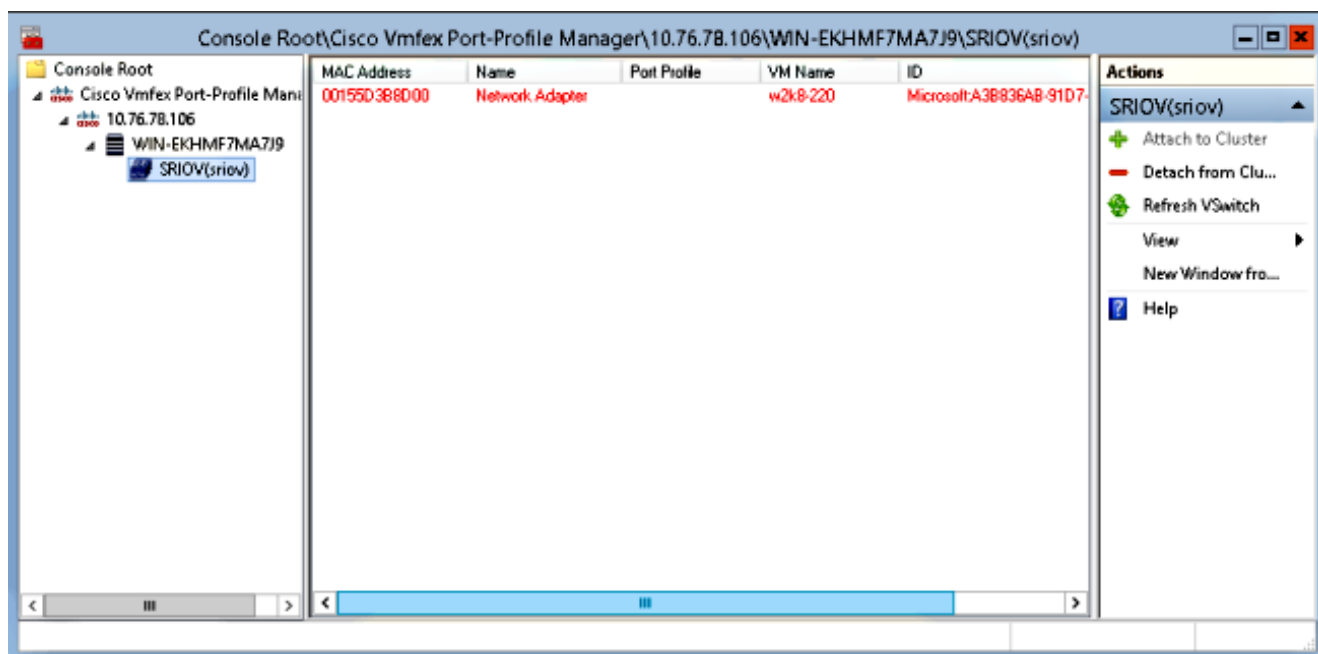 Console Root\Cisco Vmfex Port-Profile Manager\10.76.78.106\WIN-EKHMF7MA7J9\SRIOV(sriov)
Console Root
Cisco Vmfex Port-Profile Mana
10.76.78.106
WIN-EKHMF7MA7J9
SRIOV(sriov)
MAC Address Name Port Profile VM Name ID
00155D3B8D00 Network Adapter w2k8-220 Microsoft:A3B836AB-91D7-
Actions
SRIOV(sriov)
Attach to Cluster
Detach from Clu...
Refresh VSwitch
View
New Window fro...
Help